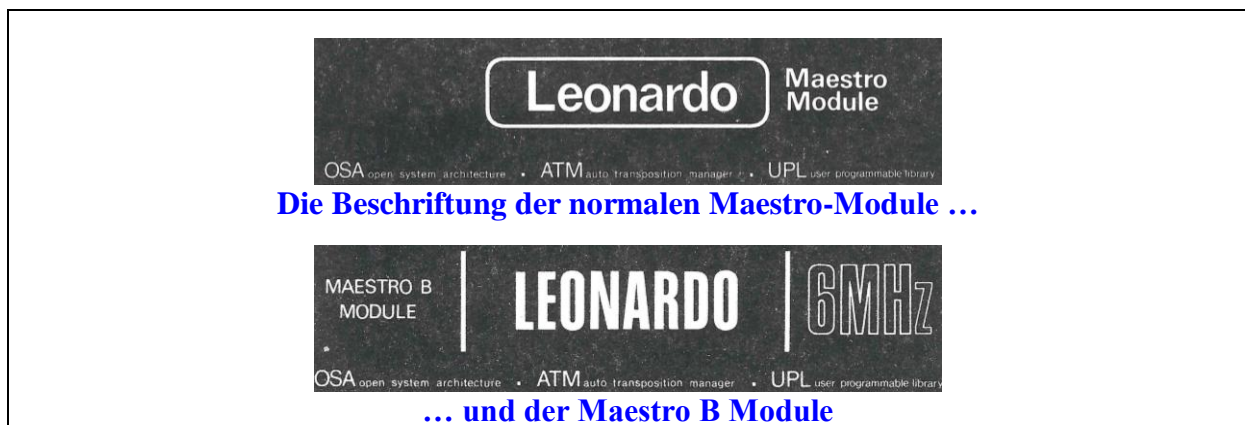 Leonardo Maestro
Module
OSA open system architecture • ATM auto transposition manager • UPL user programmable library
Die Beschriftung der normalen Maestro-Module …
MAESTRO B
MODULE
LEONARDO
6MHz
OSA open system architecture • ATM auto transposition manager • UPL user programmable library
… und der Maestro B Module